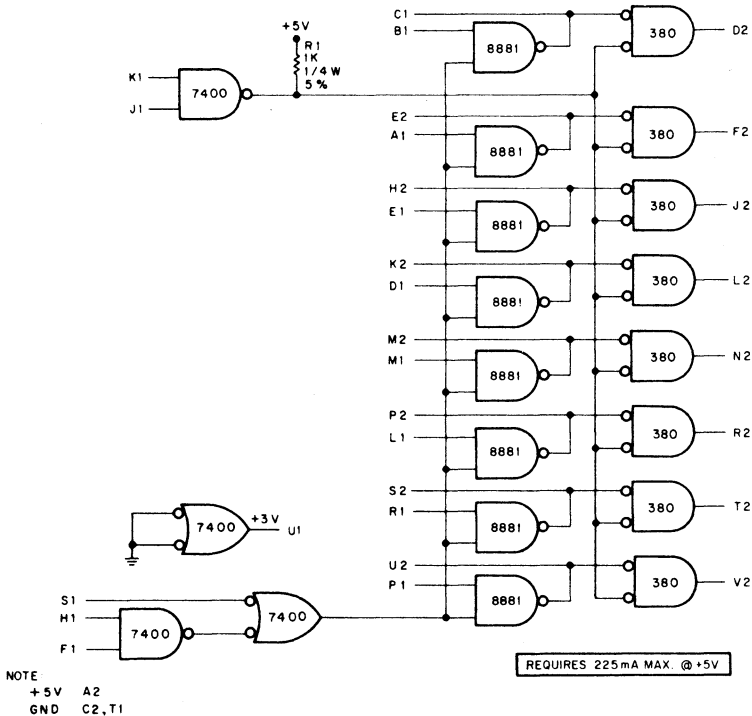 C1
B1
8881
380
D2
+5V
R1
1K
1/4 W
5%
K1
J1
7400
E2
A1
8881
380
F2
H2
E1
8881
380
J2
K2
D1
8881
380
L2
M2
M1
8881
380
N2
P2
L1
8881
380
R2
S2
R1
8881
380
T2
U2
P1
8881
380
V2
7400
+3V
U1
S1
H1
F1
7400
7400
REQUIRES 225mA MAX. @ +5V
NOTE
+5V A2
GND C2,T1